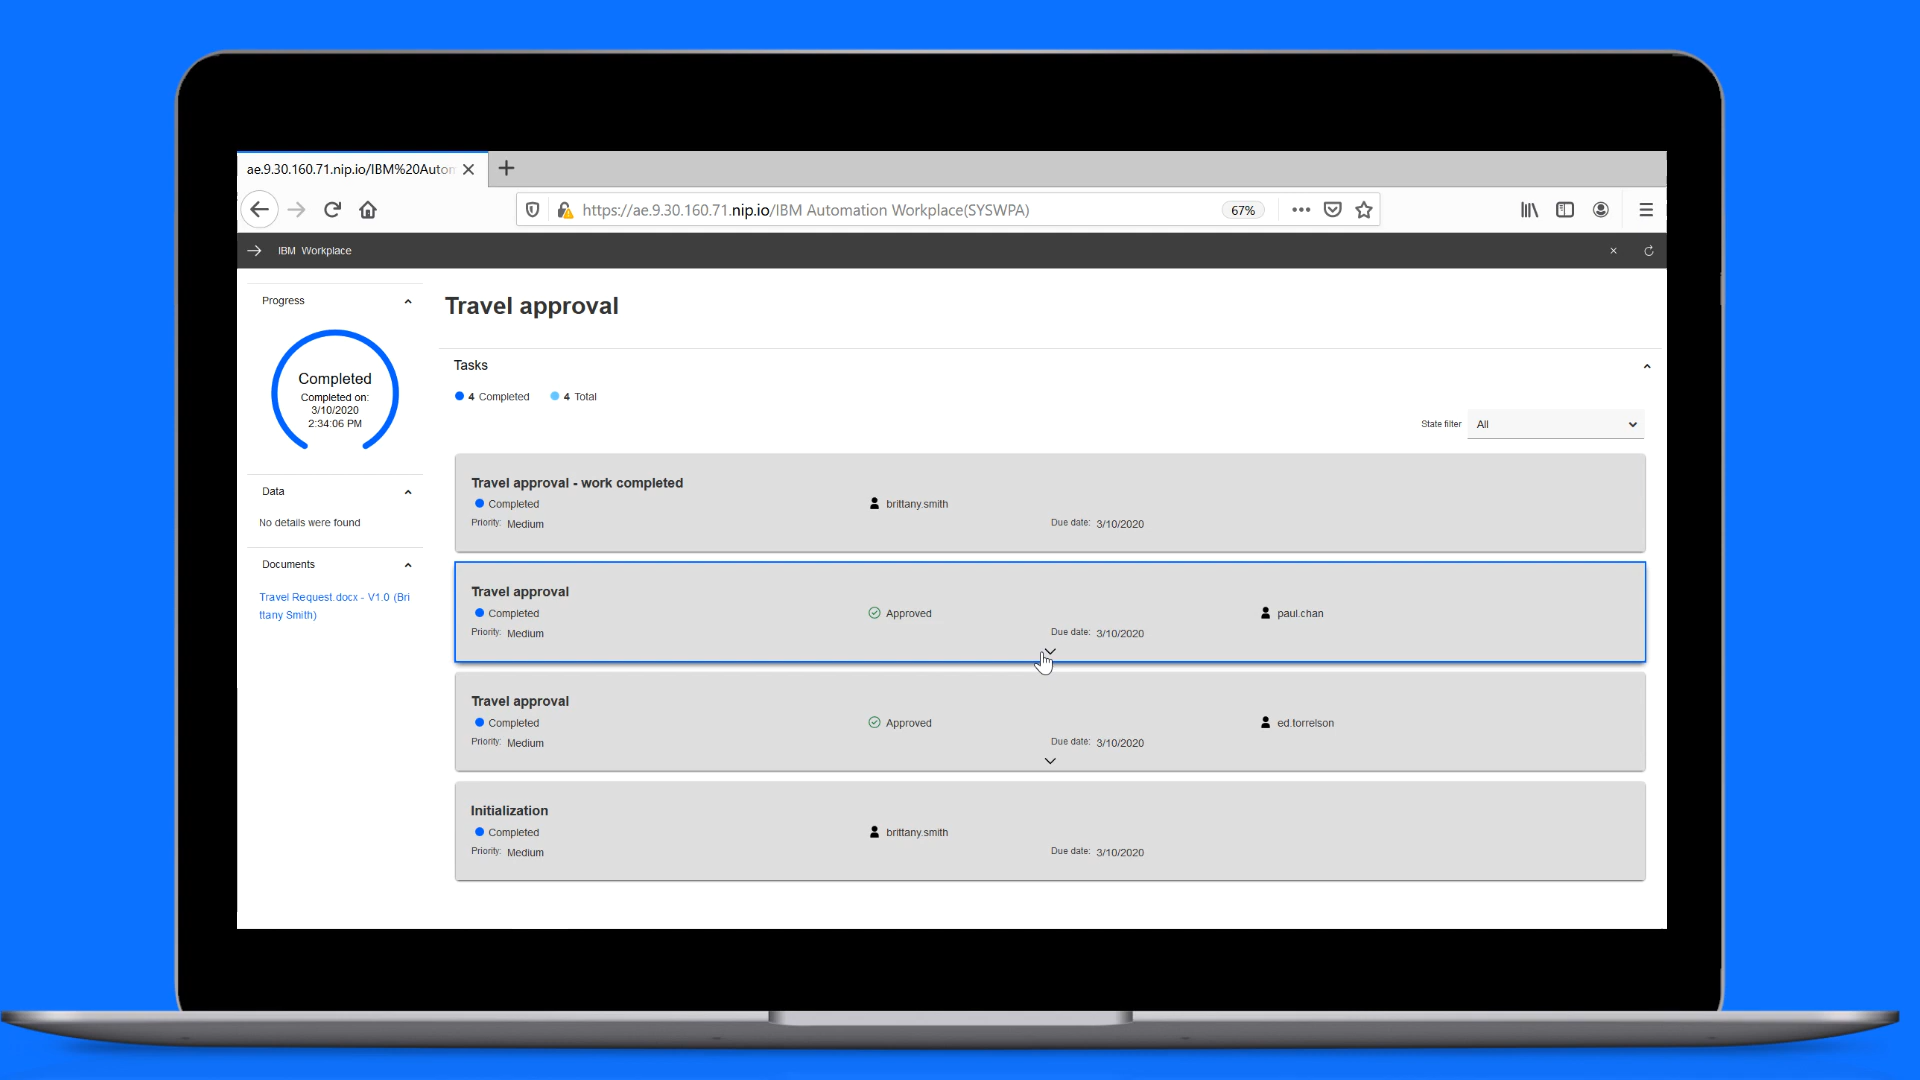 ae.9.30.160.71.nip.io/IBM%20Autom
https://ae.9.30.160.71.nip.io/IBM Automation Workplace(SYSWPA)
67%
IBM Workplace
Progress
Completed
Completed on:
3/10/2020
2:34:06 PM
Data
No details were found
Documents
Travel Request.docx - V1.0 (Bri
ttany Smith)
Travel approval
Tasks
4 Completed 4 Total
State filter All
Travel approval - work completed
Completed brittany.smith
Priority: Medium Due date: 3/10/2020
Travel approval
Completed Approved paul.chan
Priority: Medium Due date: 3/10/2020
Travel approval
Completed Approved ed.torrelson
Priority: Medium Due date: 3/10/2020
Initialization
Completed brittany.smith
Priority: Medium Due date: 3/10/2020